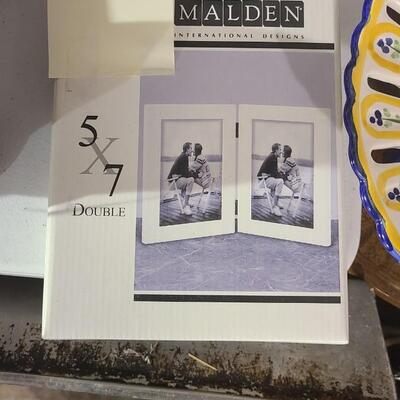 MALDEN®
INTERNATIONAL DESIGNS
5
X
7
DOUBLE